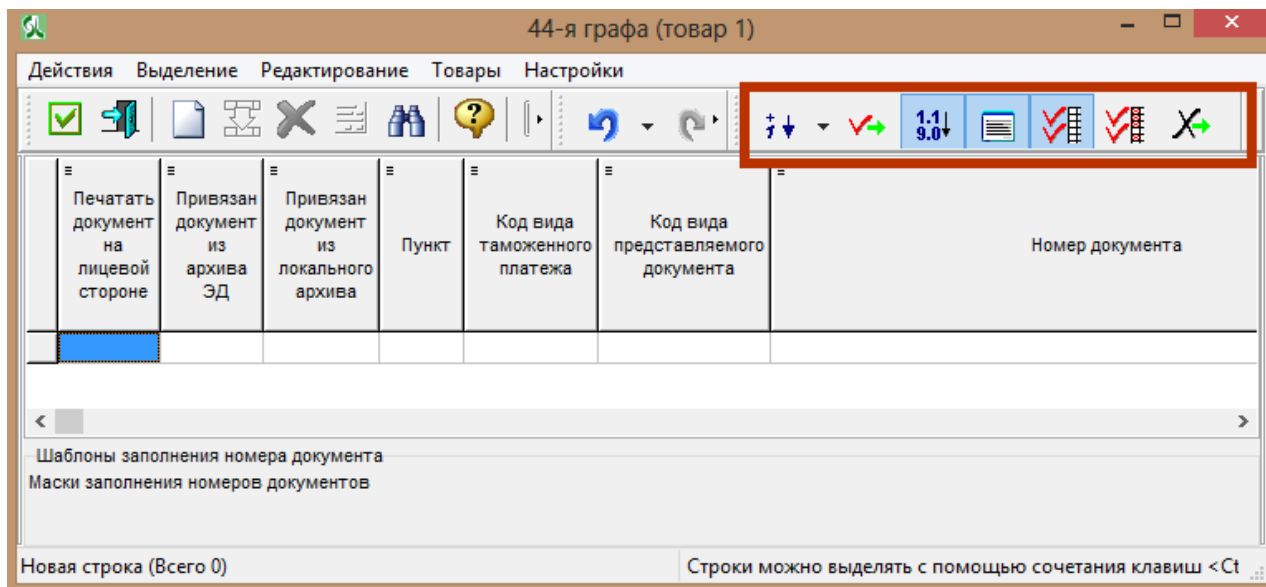 44-я графа (товар 1)
Действия Выделение Редактирование Товары Настройки
1.1
9.0
Печатать
документ
на
лицевой
стороне
Привязан
документ
из
архива
ЭД
Привязан
документ
из
локального
архива
Пункт
Код вида
таможенного
платежа
Код вида
представляемого
документа
Номер документа
Шаблоны заполнения номера документа
Маски заполнения номеров документов
Новая строка (Всего 0)
Строки можно выделять с помощью сочетания клавиш <Ct